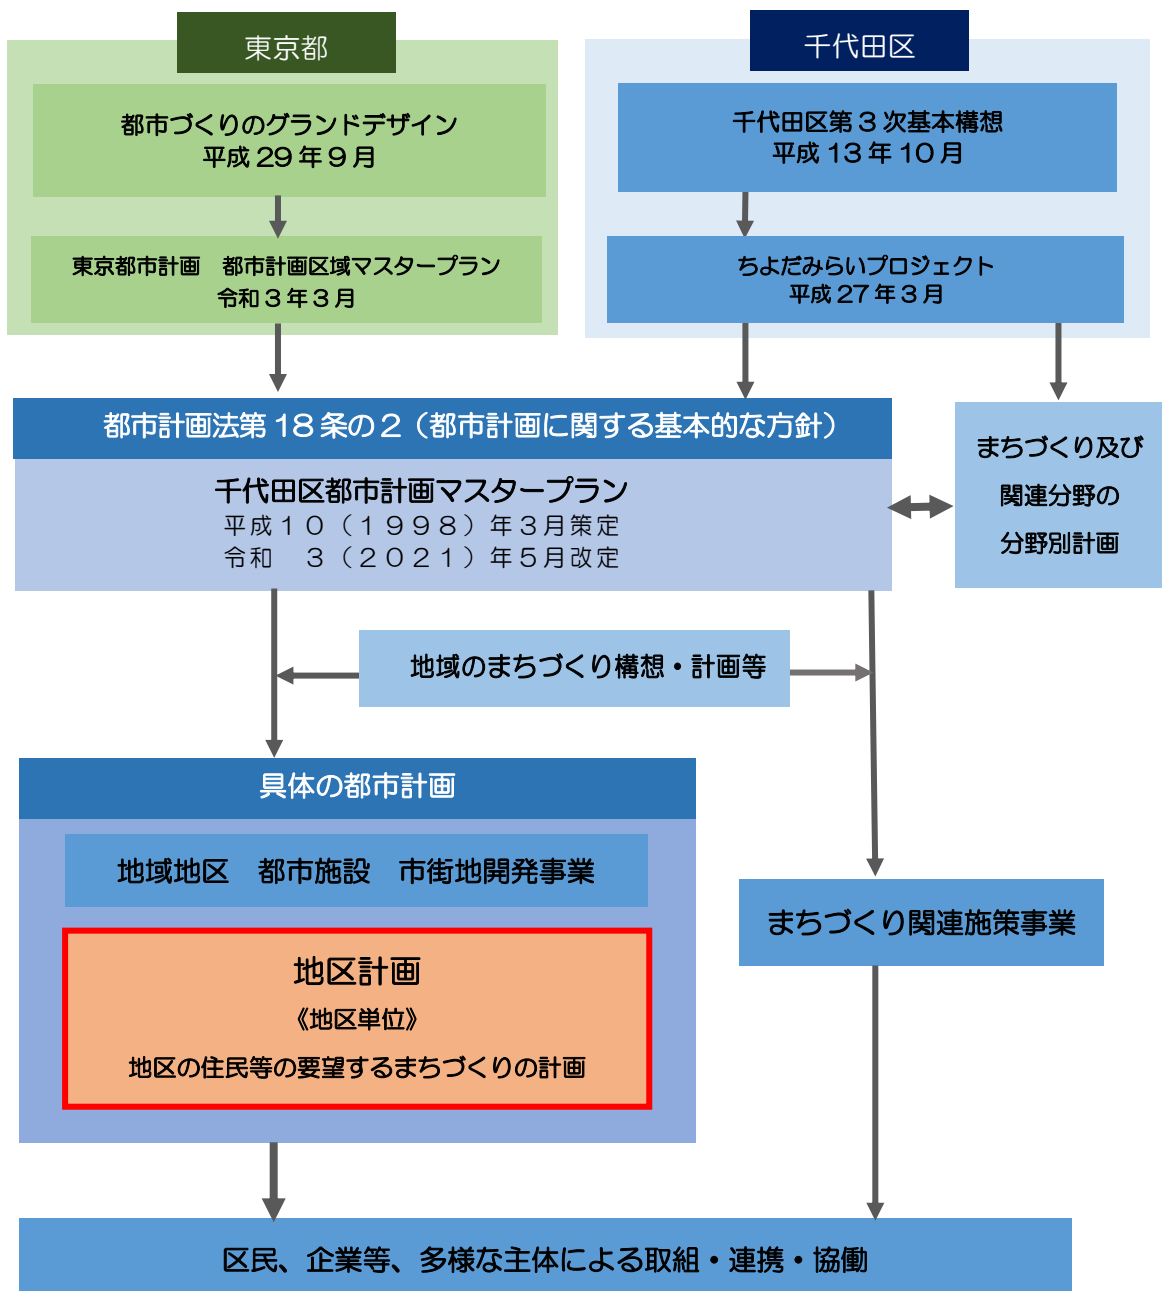 東京都
都市づくりのグランドデザイン
平成29年9月
東京都市計画　都市計画区域マスタープラン
令和3年3月
千代田区
千代田区第3次基本構想
平成13年10月
ちよだみらいプロジェクト
平成27年3月
都市計画法第18条の2（都市計画に関する基本的な方針）
千代田区都市計画マスタープラン
平成１０（１９９８）年３月策定
令和　３（２０２１）年５月改定
まちづくり及び
関連分野の
分野別計画
地域のまちづくり構想・計画等
具体の都市計画
地域地区　都市施設　市街地開発事業
地区計画
《地区単位》
地区の住民等の要望するまちづくりの計画
まちづくり関連施策事業
区民、企業等、多様な主体による取組・連携・協働